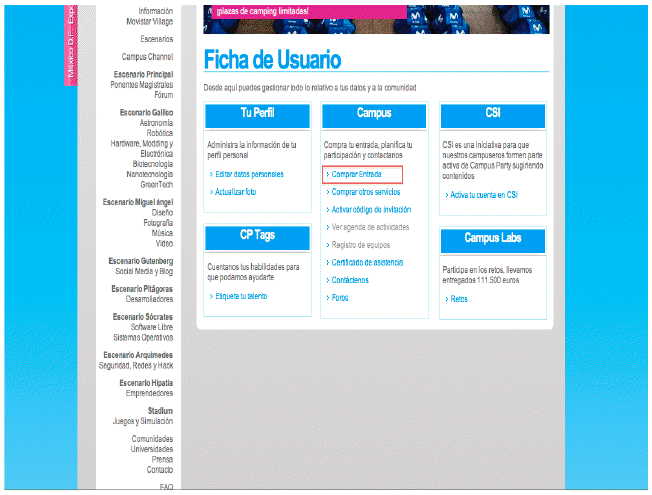 México D.F. Expo
¡plazas de camping limitadas!
Información
Movistar Village
Escenarios
Campus Channel
Escenario Principal
Ponentes Magistrales
Fórum
Escenario Galileo
Astronomía
Robótica
Hardware, Modding y
Electrónica
Biotecnología
Nanotecnología
GreenTech
Escenario Miguel ángel
Diseño
Fotografía
Música
Video
Escenario Gutenberg
Social Media y Blog
Escenario Pitágoras
Desarrolladores
Escenario Sócrates
Software Libre
Sistemas Operativos
Escenario Arquímedes
Seguridad, Redes y Hack
Escenario Hipatia
Emprendedores
Stadium
Juegos y Simulación
Comunidades
Universidades
Prensa
Contacto
FAQ
Ficha de Usuario
Desde aquí puedes gestionar todo lo relativo a tus datos y a la comunidad
Tu Perfil
Administra la información de tu
perfil personal
> Editar datos personales
> Actualizar foto
CP Tags
Cuentanos tus habilidades para
que podamos ayudarte
> Etiqueta tu talento
Campus
Compra tu entrada, planifica tu
participación y contactanos
> Comprar Entrada
> Comprar otros servicios
> Activar código de invitación
> Ver agenda de actividades
> Registro de equipos
> Certificado de asistencia
> Contáctenos
> Foros
CSI
CSI es una iniciativa para que
nuestros campuseros formen parte
activa de Campus Party sugiriendo
contenidos
> Activa tu cuenta en CSI
Campus Labs
Participa en los retos, llevamos
entregados 111.500 euros
> Retos